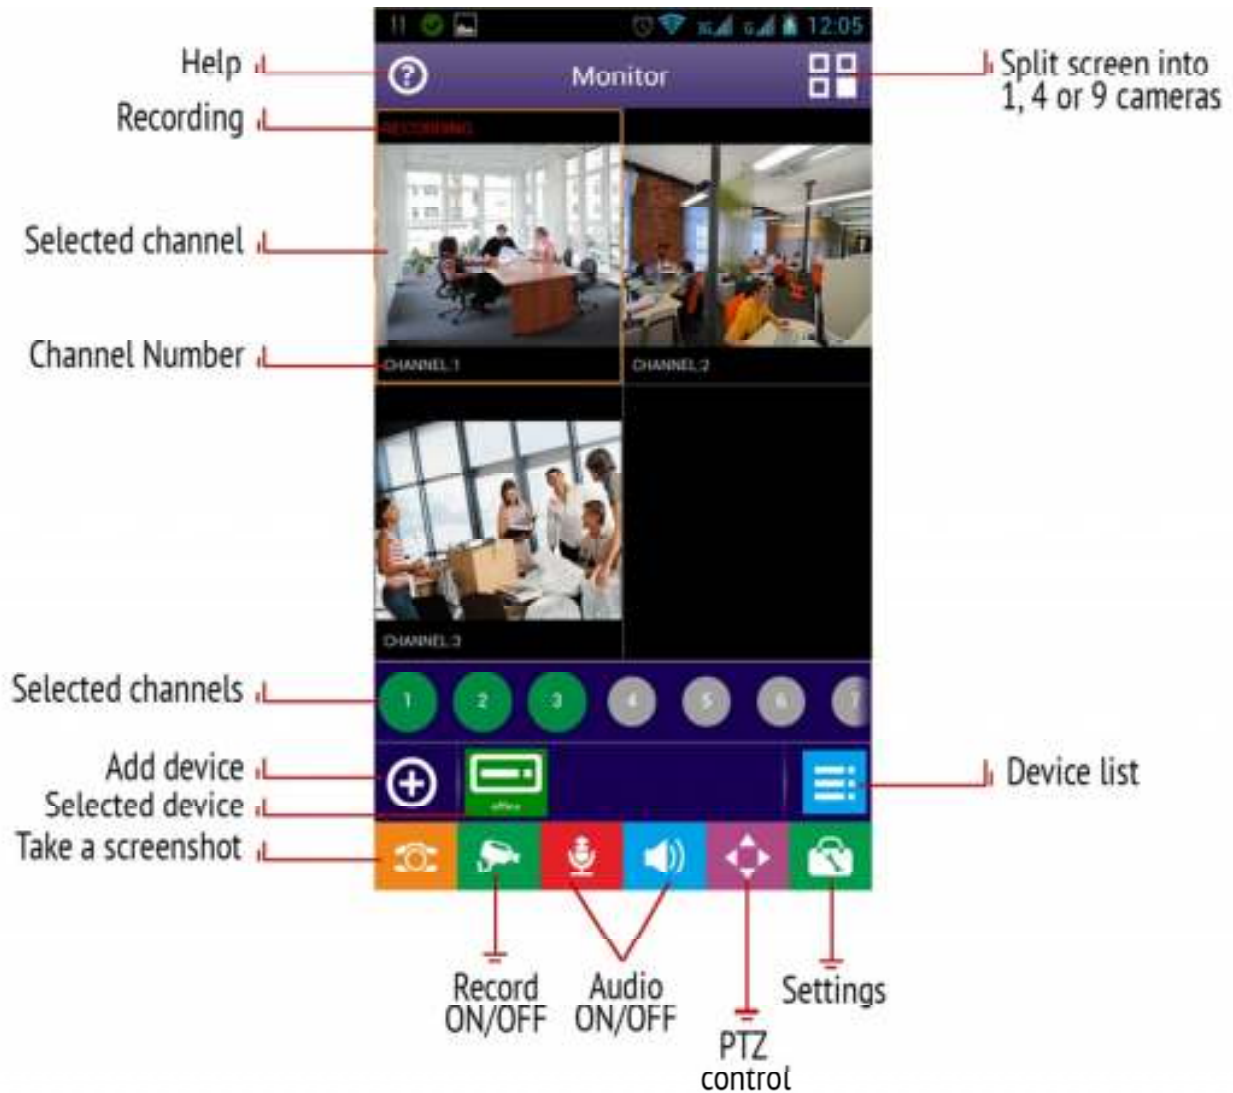 12:05
Help
Monitor
Split screen into
1, 4 or 9 cameras
Recording
RECORDING
Selected channel
Channel Number
CHANNEL:1
CHANNEL:2
CHANNEL:3
Selected channels
1 2 3 4 5 6 7
Add device
Device list
Selected device
office
Take a screenshot
Record
ON/OFF
Audio
ON/OFF
Settings
PTZ
control